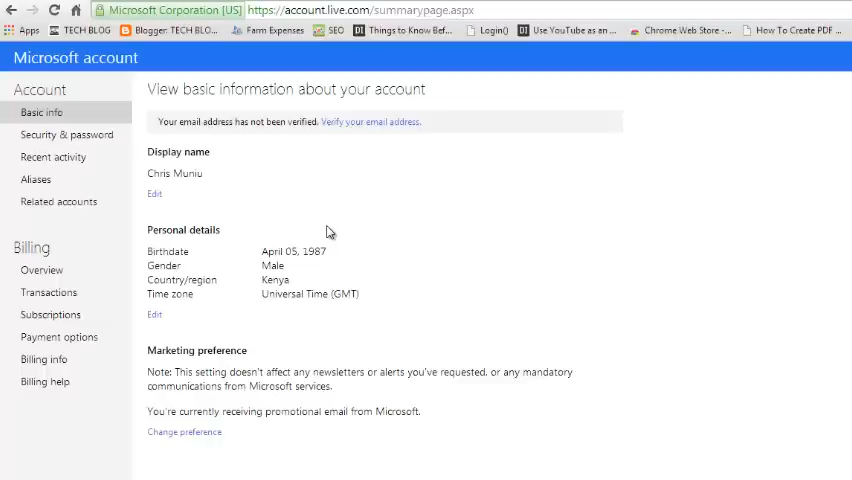 Microsoft Corporation [US] https://account.live.com/summarypage.aspx
Apps TECH BLOG Blogger: TECH BLO... Farm Expenses SEO Things to Know Bef... Login() Use YouTube as an ... Chrome Web Store -... How To Create PDF ...
Microsoft account
Account
Basic info
Security & password
Recent activity
Aliases
Related accounts
Billing
Overview
Transactions
Subscriptions
Payment options
Billing info
Billing help
View basic information about your account
Your email address has not been verified. Verify your email address.
Display name
Chris Muniu
Edit
Personal details
Birthdate April 05, 1987
Gender Male
Country/region Kenya
Time zone Universal Time (GMT)
Edit
Marketing preference
Note: This setting doesn't affect any newsletters or alerts you've requested, or any mandatory
communications from Microsoft services.
You're currently receiving promotional email from Microsoft.
Change preference